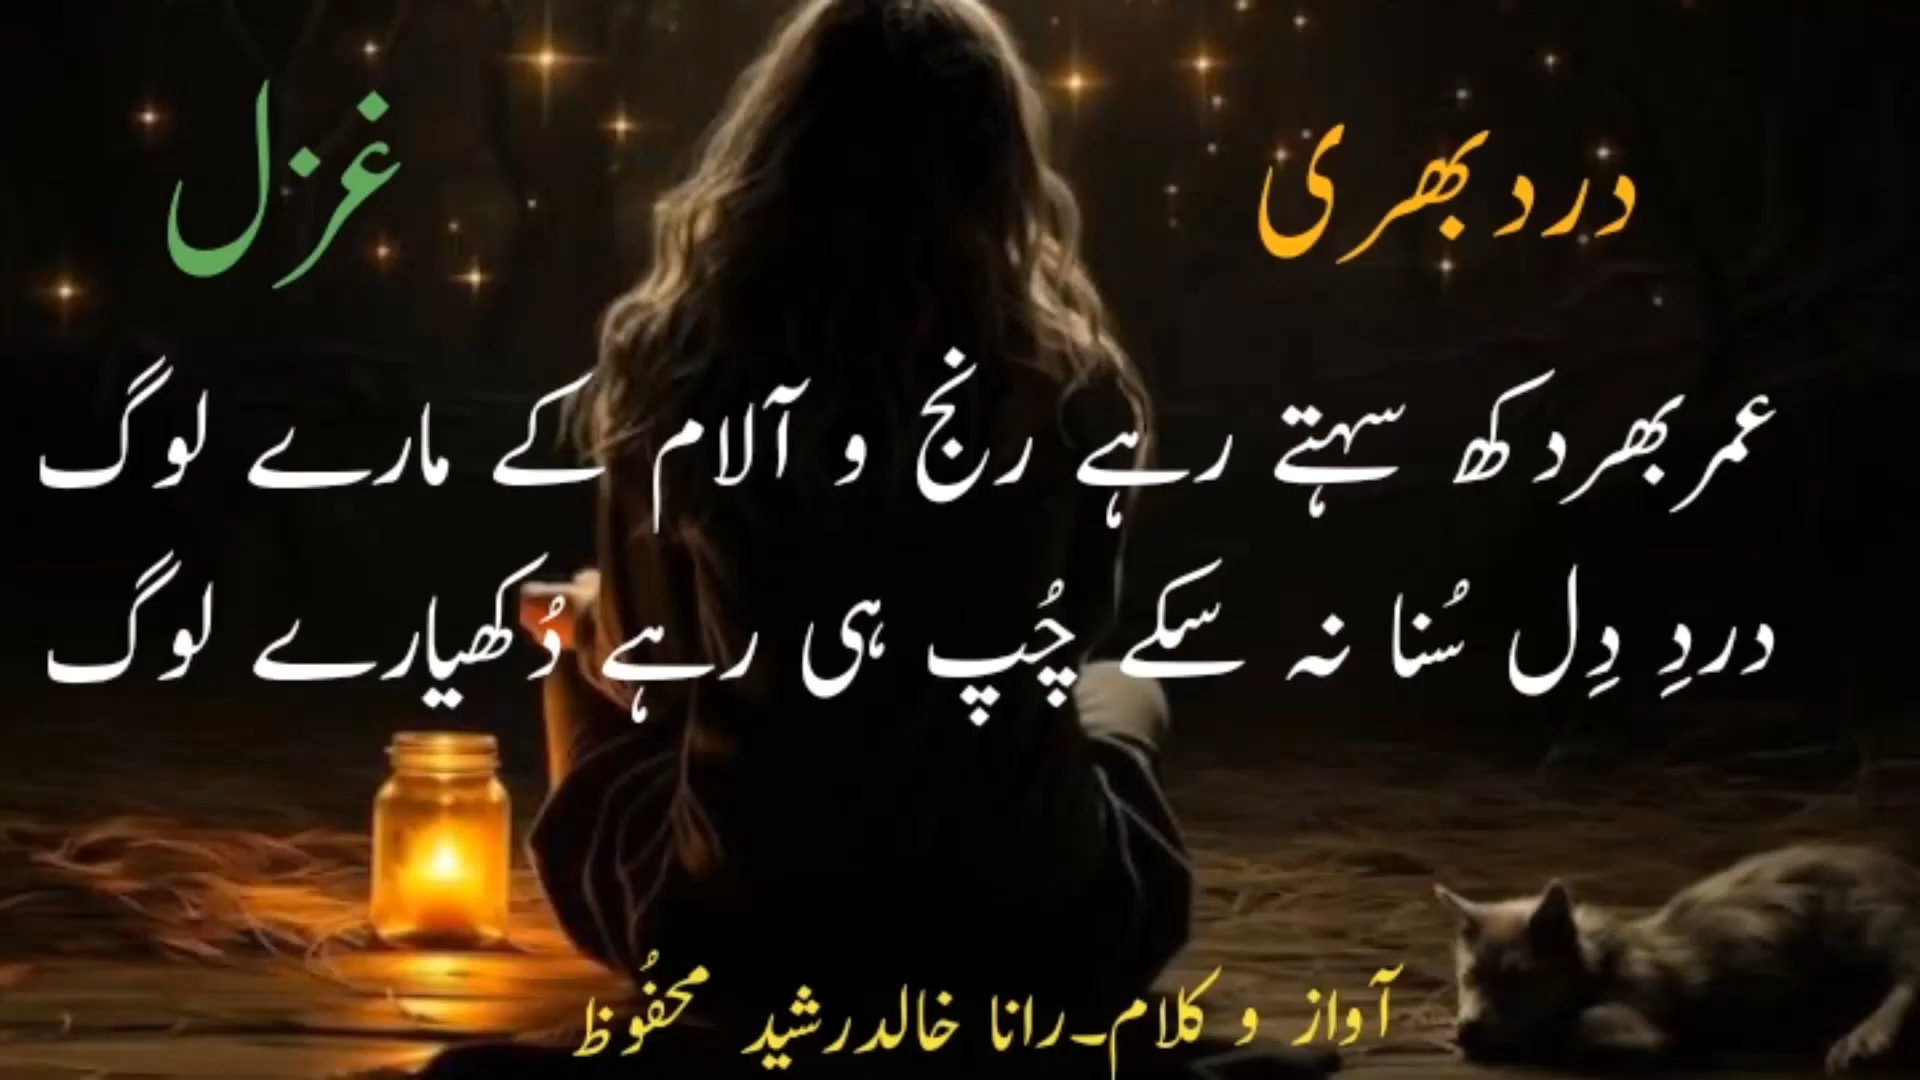 درد بھری غزل
عمر بھر دکھ سہتے رہے رنج و آلام کے مارے لوگ
دردِ دِل سُنا نہ سکے چُپ ہی رہے دُکھیارے لوگ
آواز و کلام۔رانا خالد رشید محفُوظ